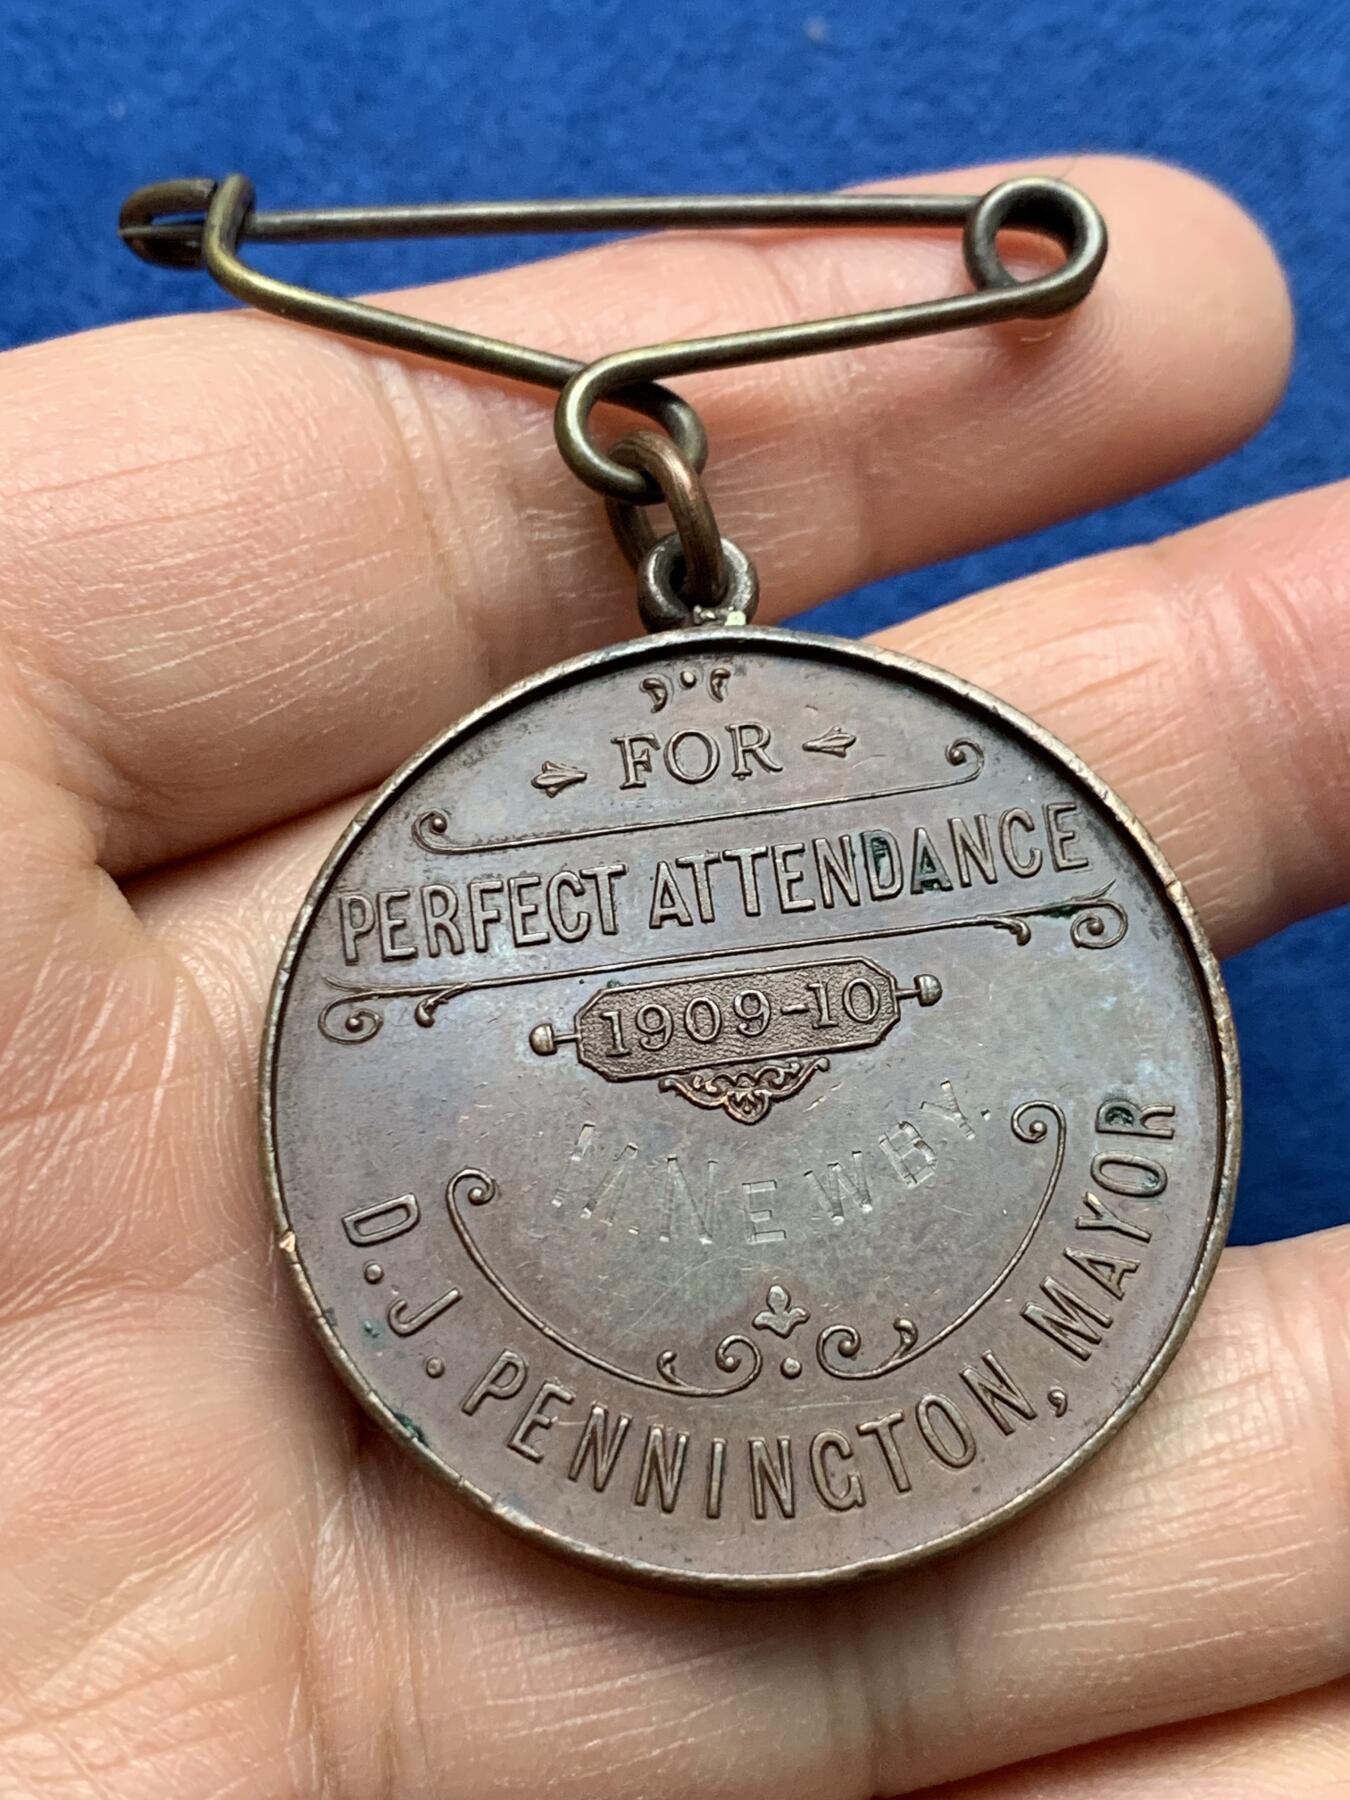 FOR
PERFECT ATTENDANCE
1909-10
M. NEWBY.
D. J. PENNINGTON, MAYOR